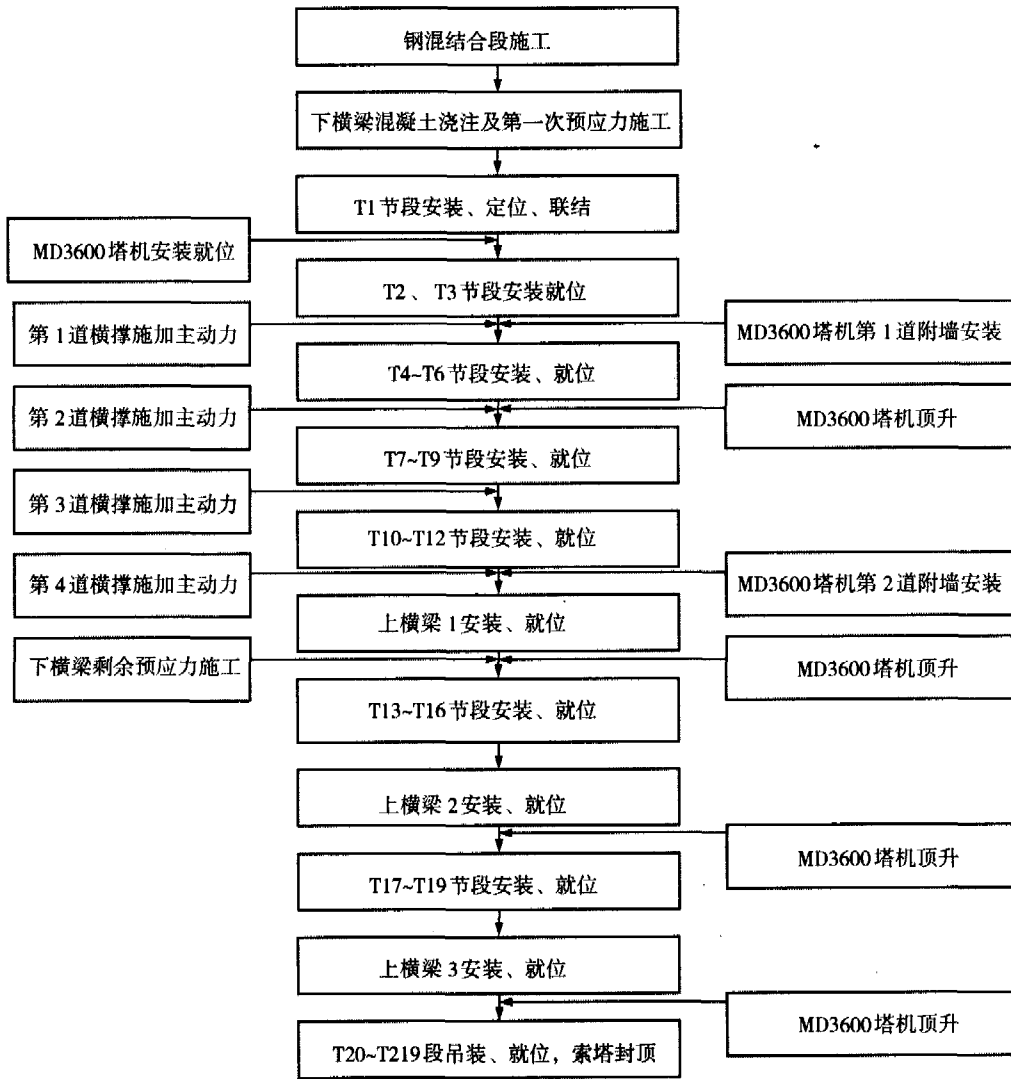 钢混结合段施工
下横梁混凝土浇注及第一次预应力施工
T1节段安装、定位、联结
MD3600塔机安装就位
T2、T3节段安装就位
第1道横撑施加主动力
MD3600塔机第1道附墙安装
T4~T6节段安装、就位
第2道横撑施加主动力
MD3600塔机顶升
T7~T9节段安装、就位
第3道横撑施加主动力
T10~T12节段安装、就位
第4道横撑施加主动力
MD3600塔机第2道附墙安装
上横梁1安装、就位
下横梁剩余预应力施工
MD3600塔机顶升
T13~T16节段安装、就位
上横梁2安装、就位
MD3600塔机顶升
T17~T19节段安装、就位
上横梁3安装、就位
MD3600塔机顶升
T20~T219段吊装、就位，索塔封顶